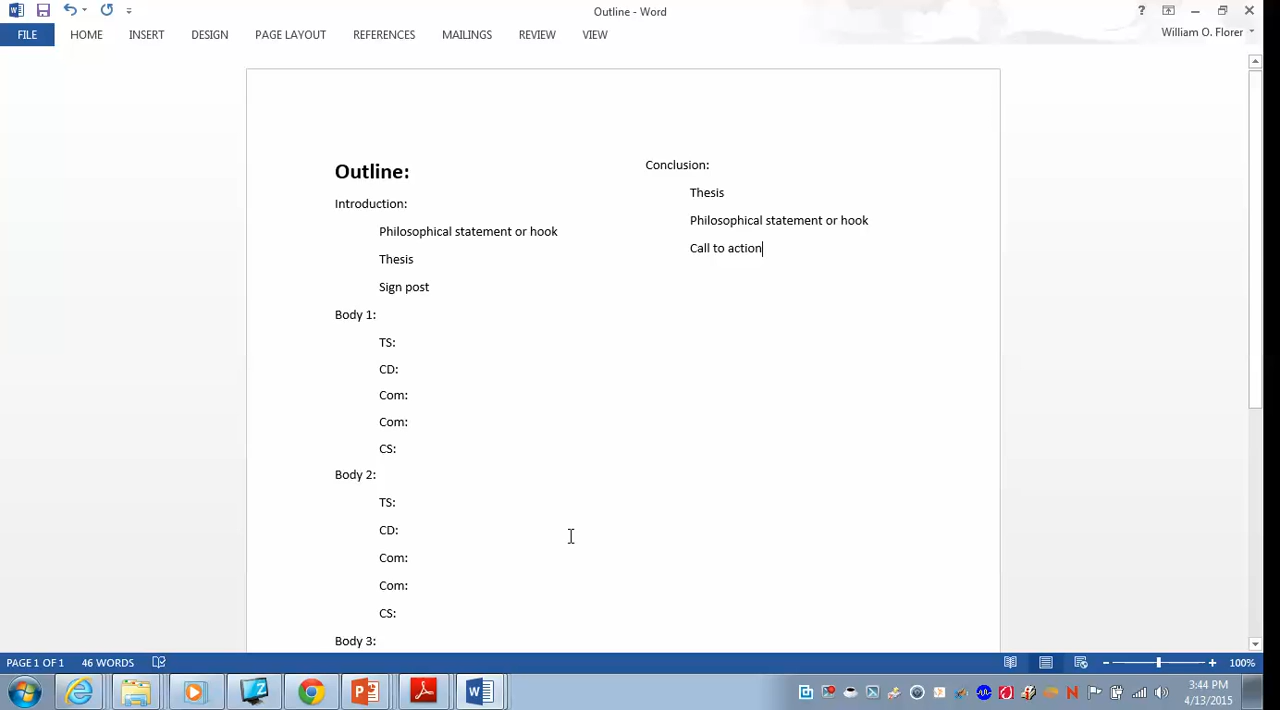 Outline - Word
?
FILE
HOME
INSERT
DESIGN
PAGE LAYOUT
REFERENCES
MAILINGS
REVIEW
VIEW
William O. Florer
Outline:
Introduction:
Philosophical statement or hook
Thesis
Sign post
Body 1:
TS:
CD:
Com:
Com:
CS:
Body 2:
TS:
CD:
Com:
Com:
CS:
Body 3:
Conclusion:
Thesis
Philosophical statement or hook
Call to action
PAGE 1 OF 1 46 WORDS
100%
3:44 PM
4/13/2015